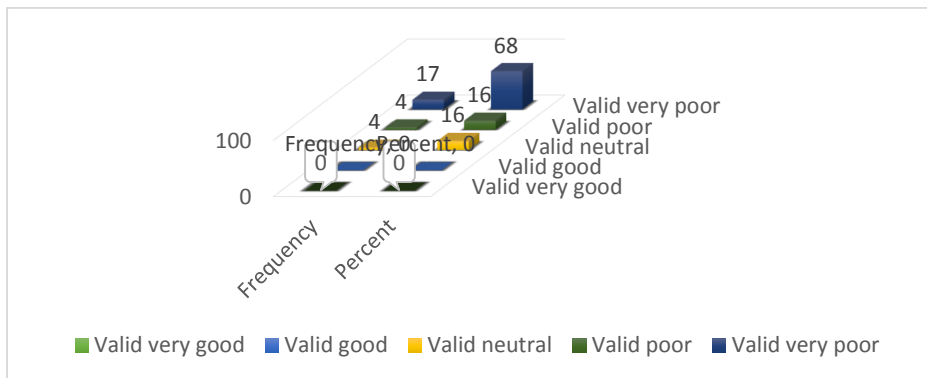 68
17
4
16
Valid very poor
4
16
Valid poor
100
Frequency, 0
Percent, 0
Valid neutral
0
0
Valid good
0
Valid very good
Frequency
Percent
Valid very good
Valid good
Valid neutral
Valid poor
Valid very poor